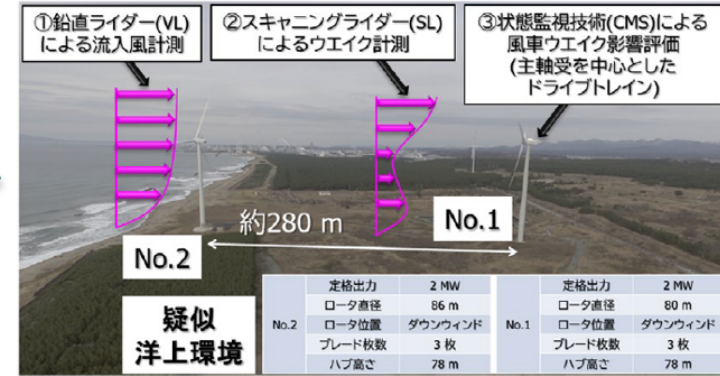 ①鉛直ライダー(VL)
による流入風計測
②スキャニングライダー(SL)
によるウエイク計測
③状態監視技術(CMS)による
風車ウエイク影響評価
(主軸受を中心とした
ドライブトレイン)
約280 m
No.1
No.2
疑似
洋上環境
No.2
定格出力 2 MW
ロータ直径 86 m
ロータ位置 ダウンウィンド
ブレード枚数 3 枚
ハブ高さ 78 m
No.1
定格出力 2 MW
ロータ直径 80 m
ロータ位置 ダウンウィンド
ブレード枚数 3 枚
ハブ高さ 78 m